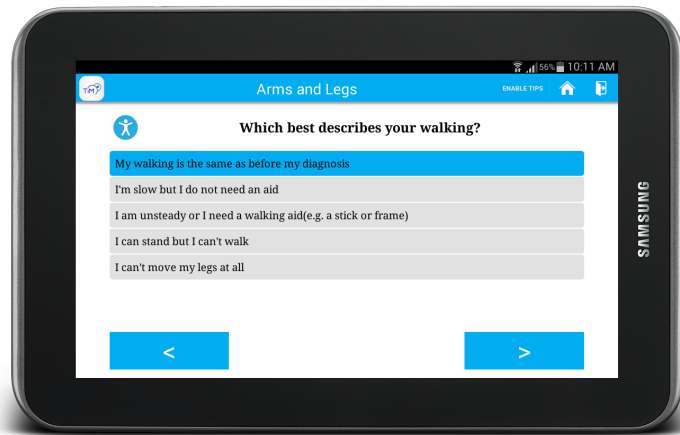 56% 10:11 AM
TiM
Arms and Legs
ENABLE TIPS
Which best describes your walking?
My walking is the same as before my diagnosis
I'm slow but I do not need an aid
I am unsteady or I need a walking aid(e.g. a stick or frame)
I can stand but I can't walk
I can't move my legs at all
< >
SAMSUNG